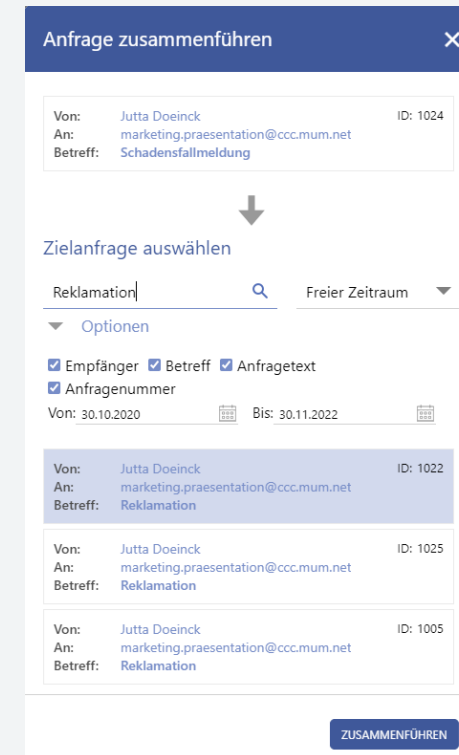 Anfrage zusammenführen
Von: Jutta Doeinck ID: 1024
An: marketing.praesentation@ccc.mum.net
Betreff: Schadensfallmeldung
Zielanfrage auswählen
Reklamation Freier Zeitraum
Optionen
Empfänger Betreff Anfragetext
Anfragenummer
Von: 30.10.2020 Bis: 30.11.2022
Von: Jutta Doeinck ID: 1022
An: marketing.praesentation@ccc.mum.net
Betreff: Reklamation
Von: Jutta Doeinck ID: 1025
An: marketing.praesentation@ccc.mum.net
Betreff: Reklamation
Von: Jutta Doeinck ID: 1005
An: marketing.praesentation@ccc.mum.net
Betreff: Reklamation
ZUSAMMENFÜHREN